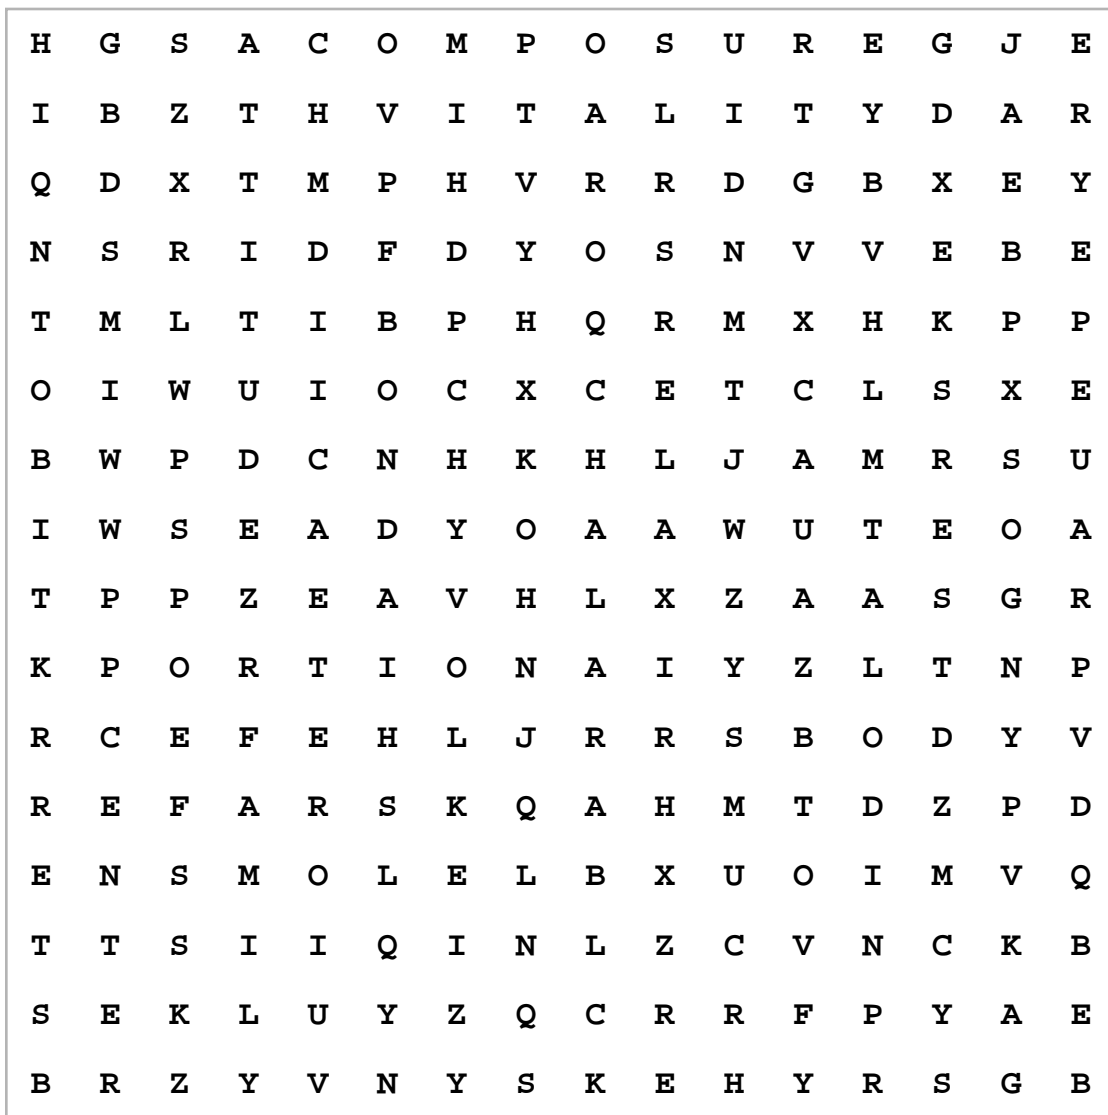 H G S A C O M P O S U R E G J E
I B Z T H V I T A L I T Y D A R
Q D X T M P H V R R D G B X E Y
N S R I D F D Y O S N V V E B E
T M L T I B P H Q R M X H K P P
O I W U I O C X C E T C L S X E
B W P D C N H K H L J A M R S U
I W S E A D Y O A A W U T E O A
T P P Z E A V H L X Z A A S G R
K P O R T I O N A I Y Z L T N P
R C E F E H L J R R S B O D Y V
R E F A R S K Q A H M T D Z P D
E N S M O L E L B X U O I M V Q
T T S I I Q I N L Z C V N C K B
S E K L U Y Z Q C R R F P Y A E
B R Z Y V N Y S K E H Y R S G B